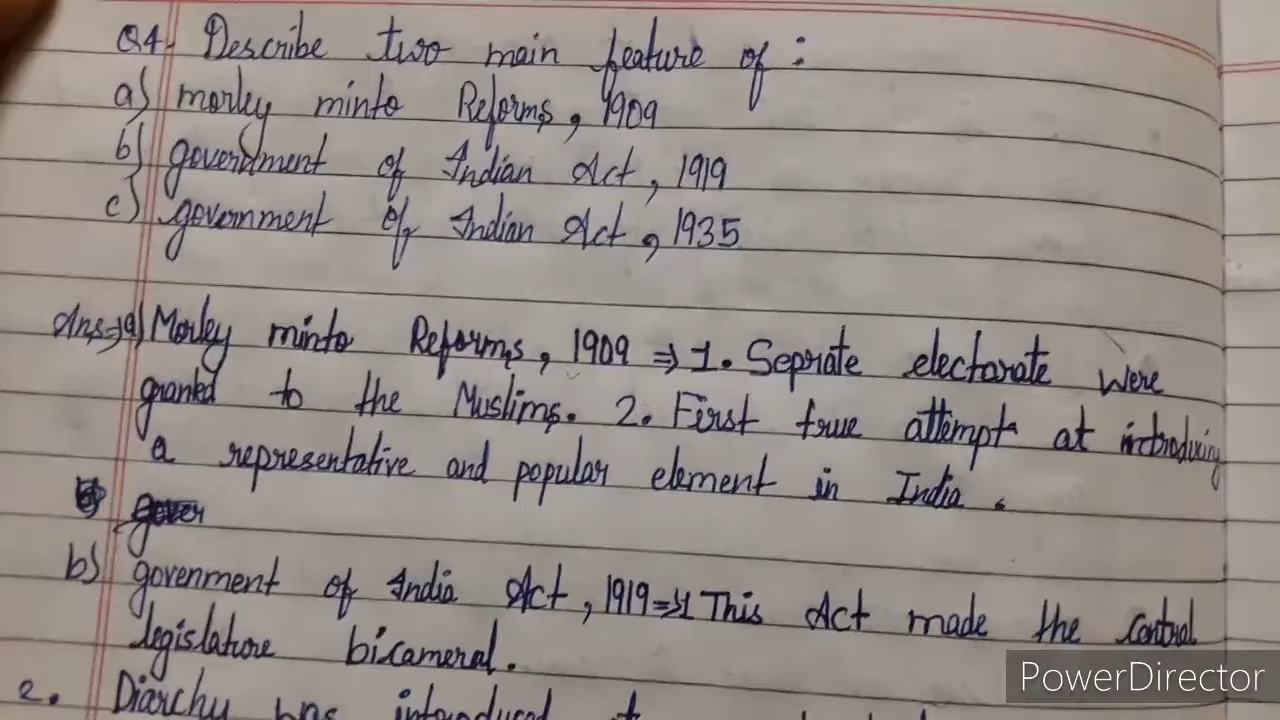 Q4. Describe two main feature of :
a) morley minto Reforms, 1909
b) government of Indian Act, 1919
c) government of Indian Act, 1935
Ans→a) Morley minto Reforms, 1909 ⇒ 1. Seprate electorate were
granted to the Muslims. 2. First true attempt at introducing
a representative and popular element in India.
b) govenment of India Act, 1919 ⇒ 1 This Act made the central
legislature bicameral.
2. Diarchy introduced
PowerDirector